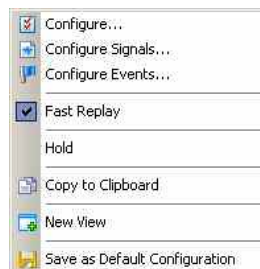 Configure...
Configure Signals...
Configure Events...
Fast Replay
Hold
Copy to Clipboard
New View
Save as Default Configuration